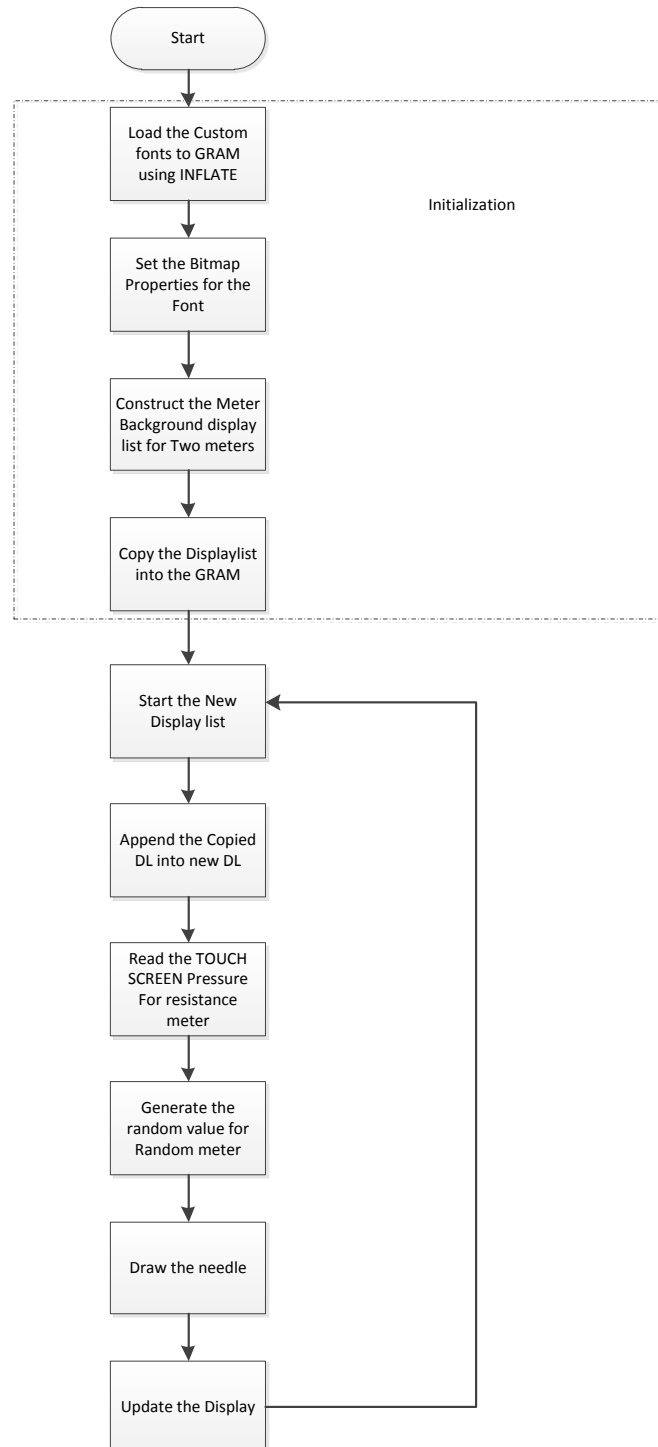 Start
Load the Custom
fonts to GRAM
using INFLATE
Initialization
Set the Bitmap
Properties for the
Font
Construct the Meter
Background display
list for Two meters
Copy the Displaylist
into the GRAM
Start the New
Display list
Append the Copied
DL into new DL
Read the TOUCH
SCREEN Pressure
For resistance
meter
Generate the
random value for
Random meter
Draw the needle
Update the Display